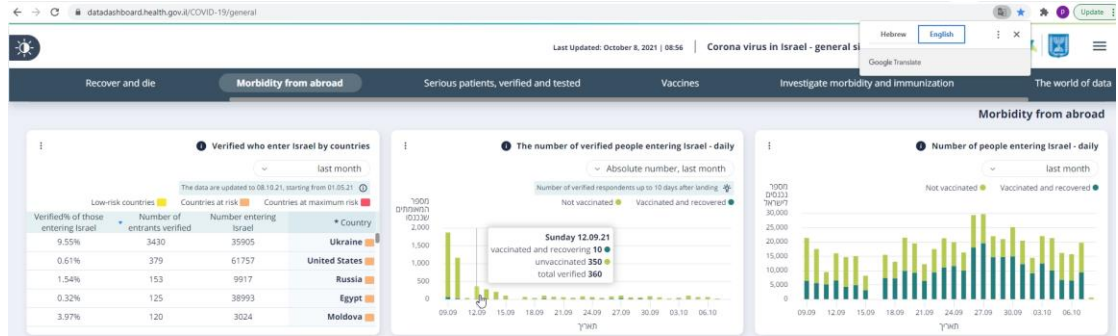 datadashboard.health.gov.il/COVID-19/general
Update
Last Updated: October 8, 2021 | 08:56 | Corona virus in Israel - general si
Hebrew English
Google Translate
Recover and die Morbidity from abroad Serious patients, verified and tested Vaccines Investigate morbidity and immunization The world of data
Morbidity from abroad
Verified who enter Israel by countries
last month
The data are updated to 08.10.21, starting from 01.05.21
Low-risk countries Countries at risk Countries at maximum risk
Verified% of those entering Israel Number of entrants verified Number entering Israel * Country
9.55% 3430 35905 Ukraine
0.61% 379 61757 United States
1.54% 153 9917 Russia
0.32% 125 38993 Egypt
3.97% 120 3024 Moldova
The number of verified people entering Israel - daily
Absolute number, last month
Number of verified respondents up to 10 days after landing
Not vaccinated Vaccinated and recovered
מספר
המאומתים
שנכנסו
2,000
1,500
1,000
500
0
Sunday 12.09.21
vaccinated and recovering 10
unvaccinated 350
total verified 360
09.09 12.09 15.09 18.09 21.09 24.09 27.09 30.09 03.10 06.10
תאריך
Number of people entering Israel - daily
last month
Not vaccinated Vaccinated and recovered
מספר
נכנסים
לישראל
30,000
25,000
20,000
15,000
10,000
5,000
0
09.09 12.09 15.09 18.09 21.09 24.09 27.09 30.09 03.10 06.10
תאריך